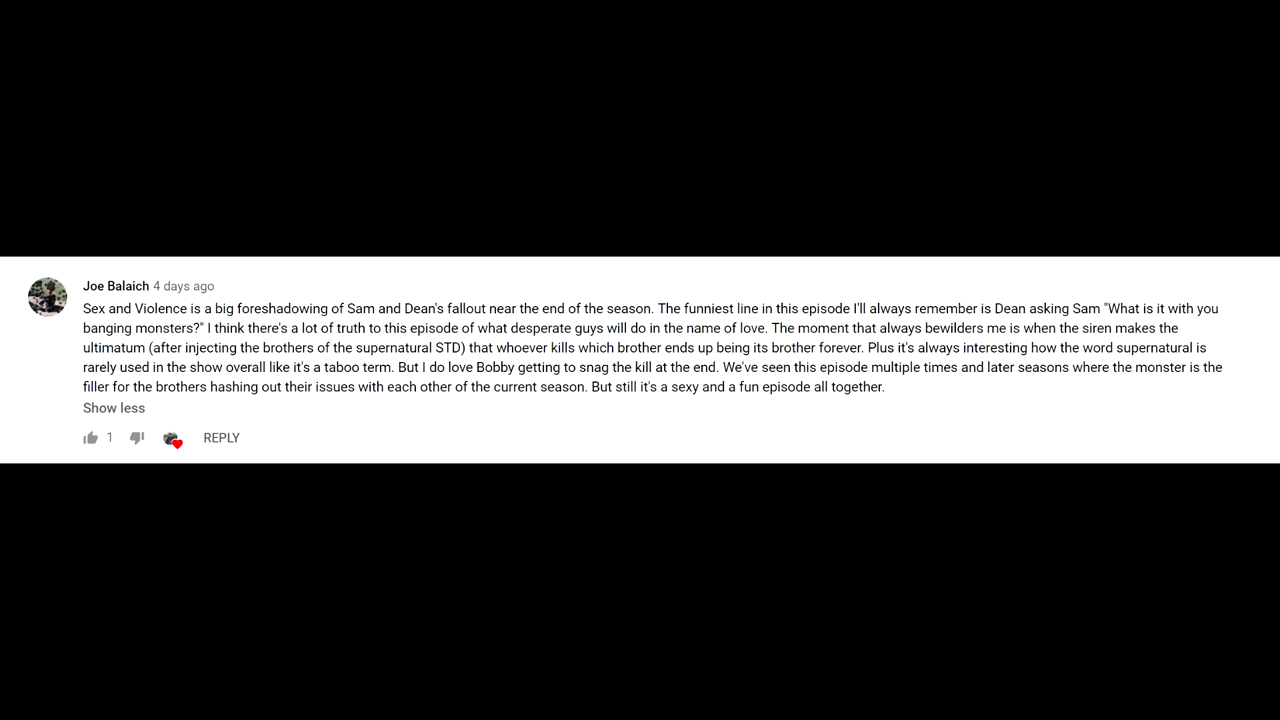 Joe Balaich 4 days ago
Sex and Violence is a big foreshadowing of Sam and Dean's fallout near the end of the season. The funniest line in this episode I'll always remember is Dean asking Sam "What is it with you
banging monsters?" I think there's a lot of truth to this episode of what desperate guys will do in the name of love. The moment that always bewilders me is when the siren makes the
ultimatum (after injecting the brothers of the supernatural STD) that whoever kills which brother ends up being its brother forever. Plus it's always interesting how the word supernatural is
rarely used in the show overall like it's a taboo term. But I do love Bobby getting to snag the kill at the end. We've seen this episode multiple times and later seasons where the monster is the
filler for the brothers hashing out their issues with each other of the current season. But still it's a sexy and a fun episode all together.
Show less
1 REPLY